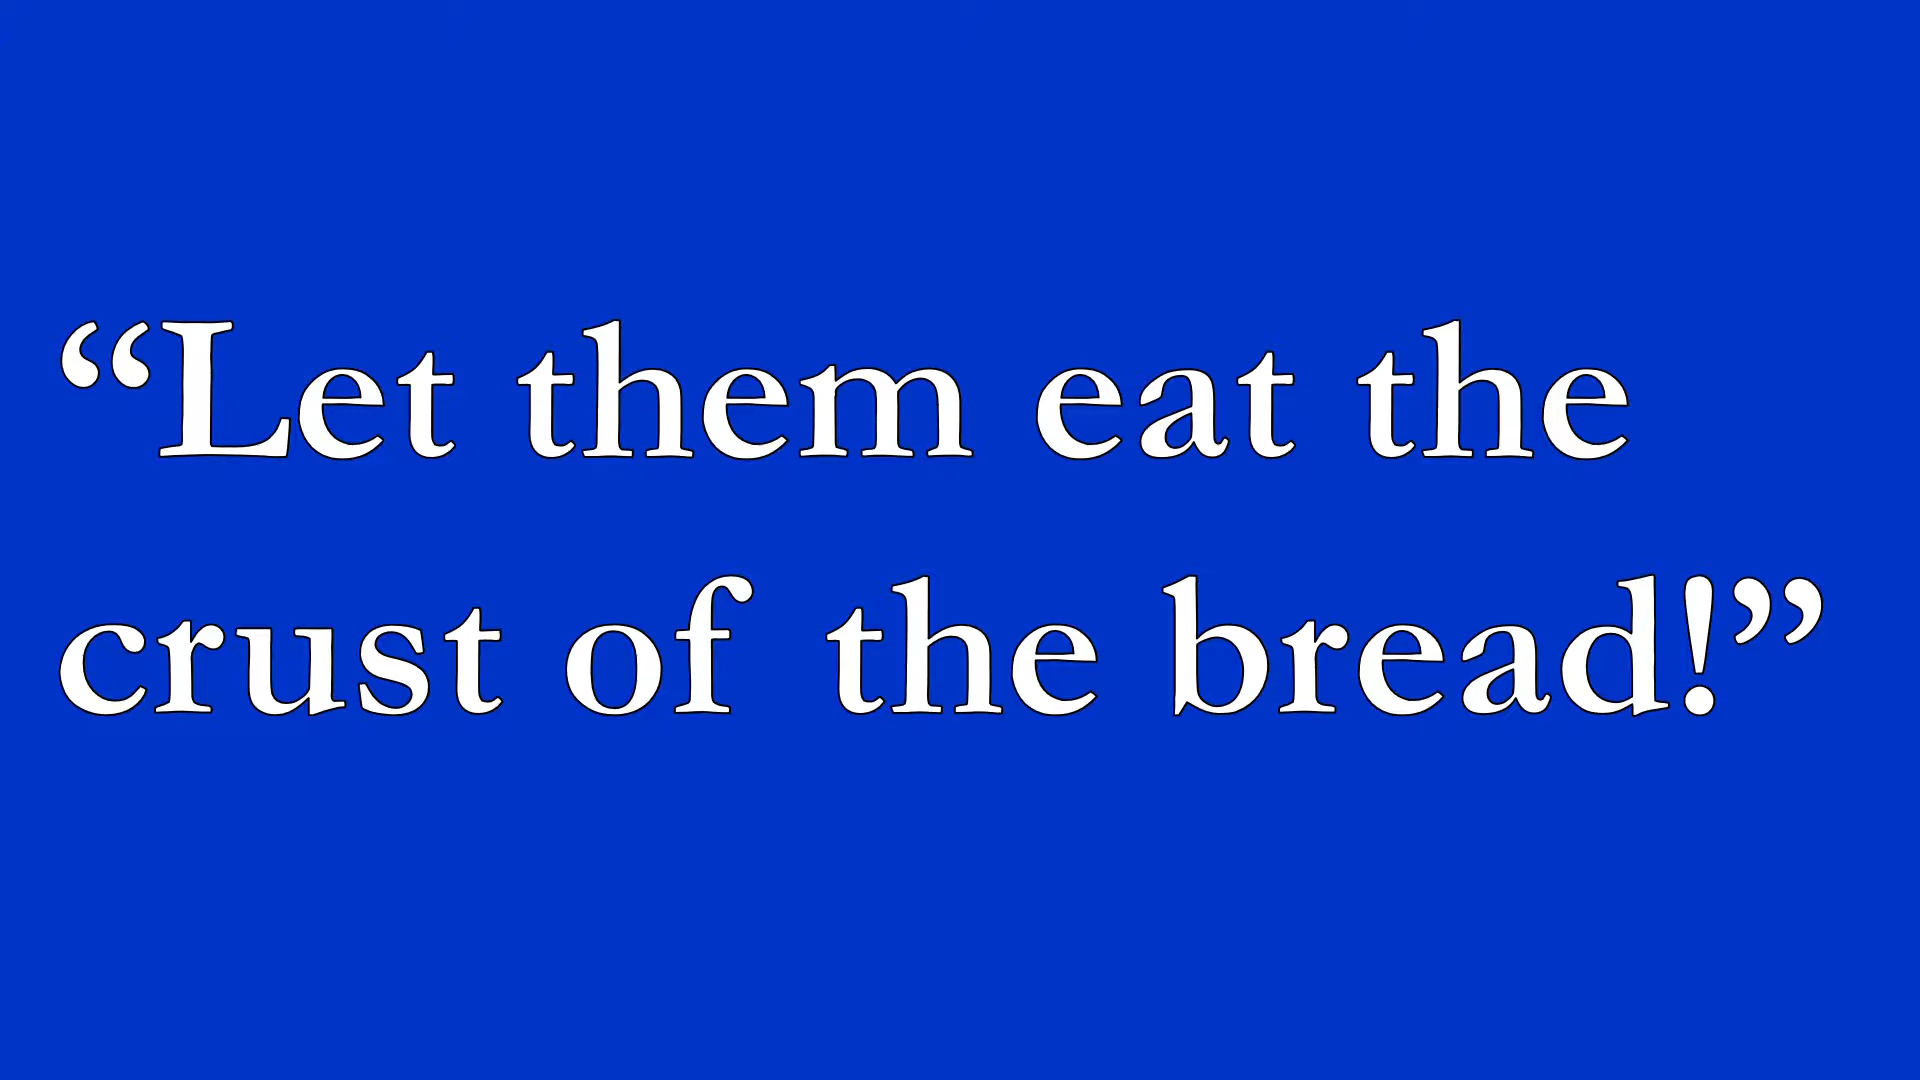 “Let them eat the
crust of the bread!”